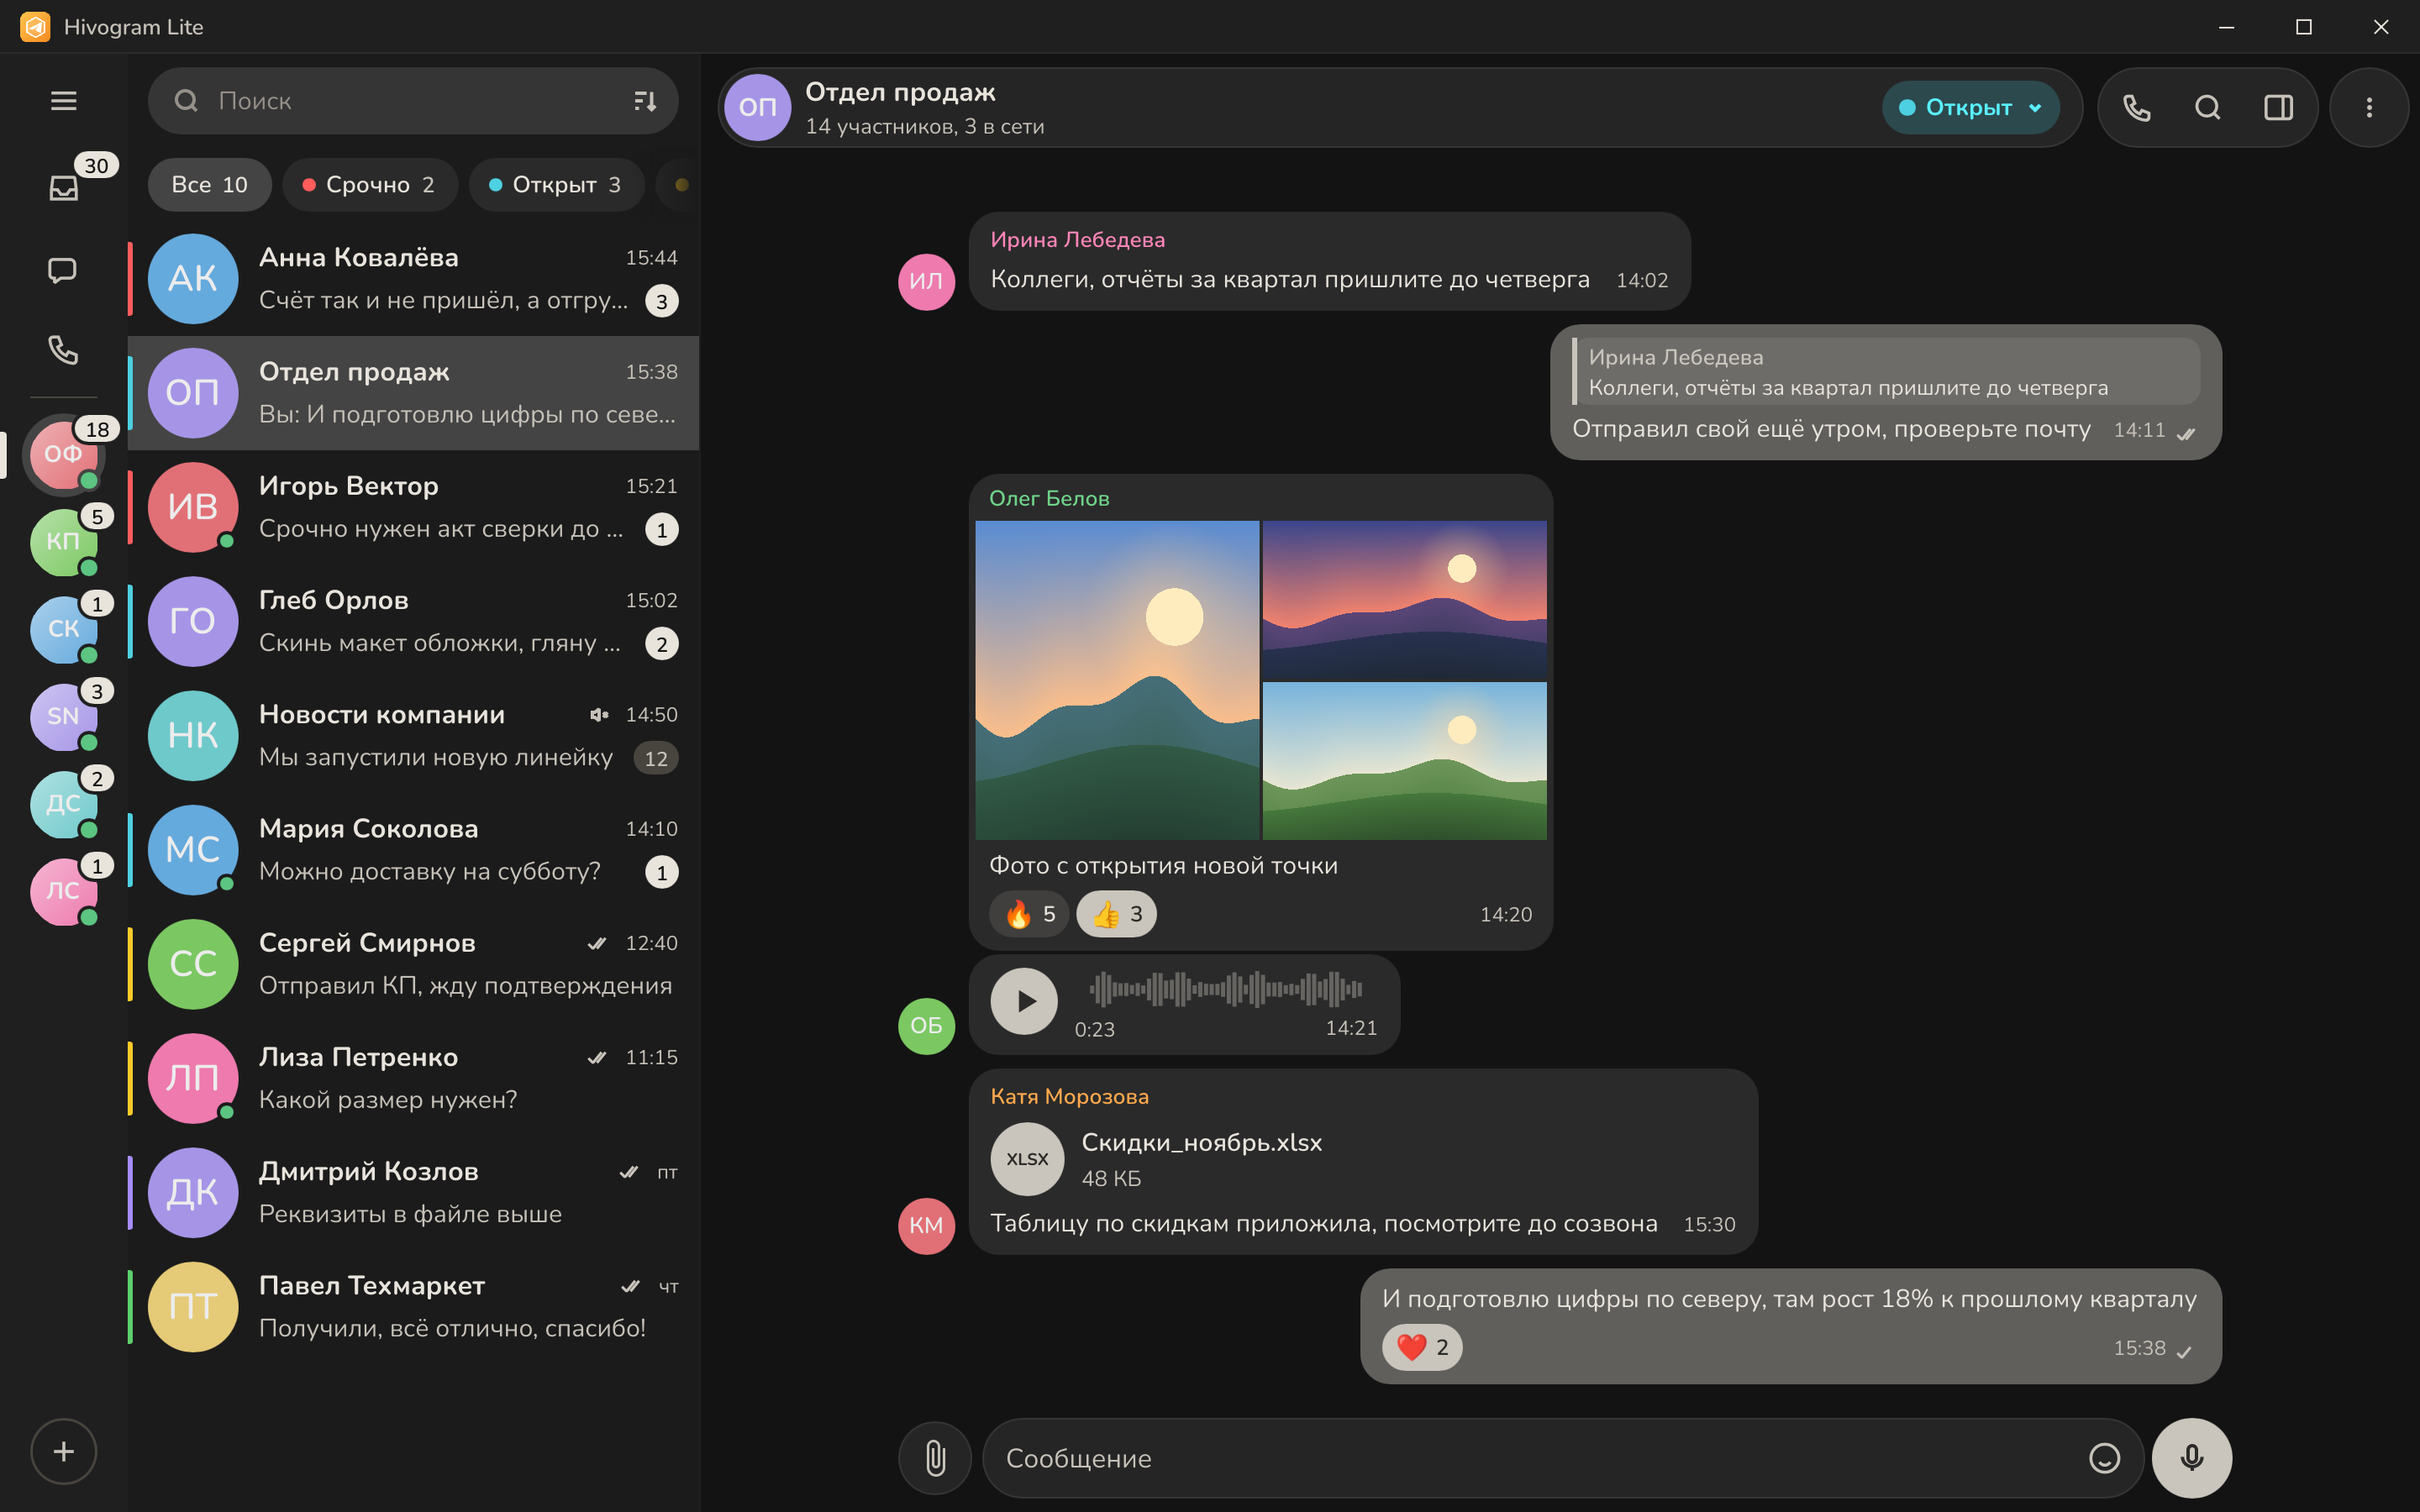 Hivogram Lite
30
18
ОФ
5
КП
1
СК
3
SN
2
ДС
1
ЛС
Поиск
Все 10
Срочно 2
Открыт 3
АК
Анна Ковалёва 15:44
Счёт так и не пришёл, а отгру... 3
ОП
Отдел продаж 15:38
Вы: И подготовлю цифры по севе...
ИВ
Игорь Вектор 15:21
Срочно нужен акт сверки до ... 1
ГО
Глеб Орлов 15:02
Скинь макет обложки, гляну ... 2
НК
Новости компании 14:50
Мы запустили новую линейку 12
МС
Мария Соколова 14:10
Можно доставку на субботу? 1
СС
Сергей Смирнов 12:40
Отправил КП, жду подтверждения
ЛП
Лиза Петренко 11:15
Какой размер нужен?
ДК
Дмитрий Козлов пт
Реквизиты в файле выше
ПТ
Павел Техмаркет чт
Получили, всё отлично, спасибо!
ОП
Отдел продаж
14 участников, 3 в сети
Открыт
Ирина Лебедева
ИЛ
Коллеги, отчёты за квартал пришлите до четверга 14:02
Ирина Лебедева
Коллеги, отчёты за квартал пришлите до четверга
Отправил свой ещё утром, проверьте почту 14:11
Олег Белов
Фото с открытия новой точки
5 3 14:20
ОБ
0:23 14:21
Катя Морозова
XLSX
Скидки_ноябрь.xlsx
48 КБ
КМ
Таблицу по скидкам приложила, посмотрите до созвона 15:30
И подготовлю цифры по северу, там рост 18% к прошлому кварталу
2 15:38
Сообщение